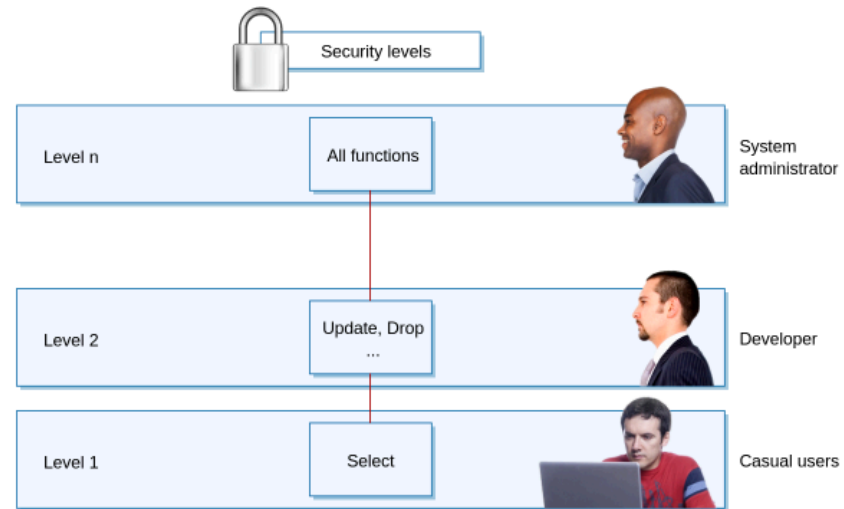 Security levels
Level n
All functions
System
administrator
Level 2
Update, Drop
...
Developer
Level 1
Select
Casual users